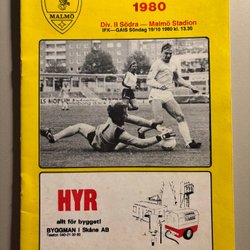 MALMÖ
1980
Div. II Södra — Malmö Stadion
IFK—GAIS Söndag 19/10 1980 kl. 13.30
HYR
allt för bygget!
BYGGMAN i Skåne AB